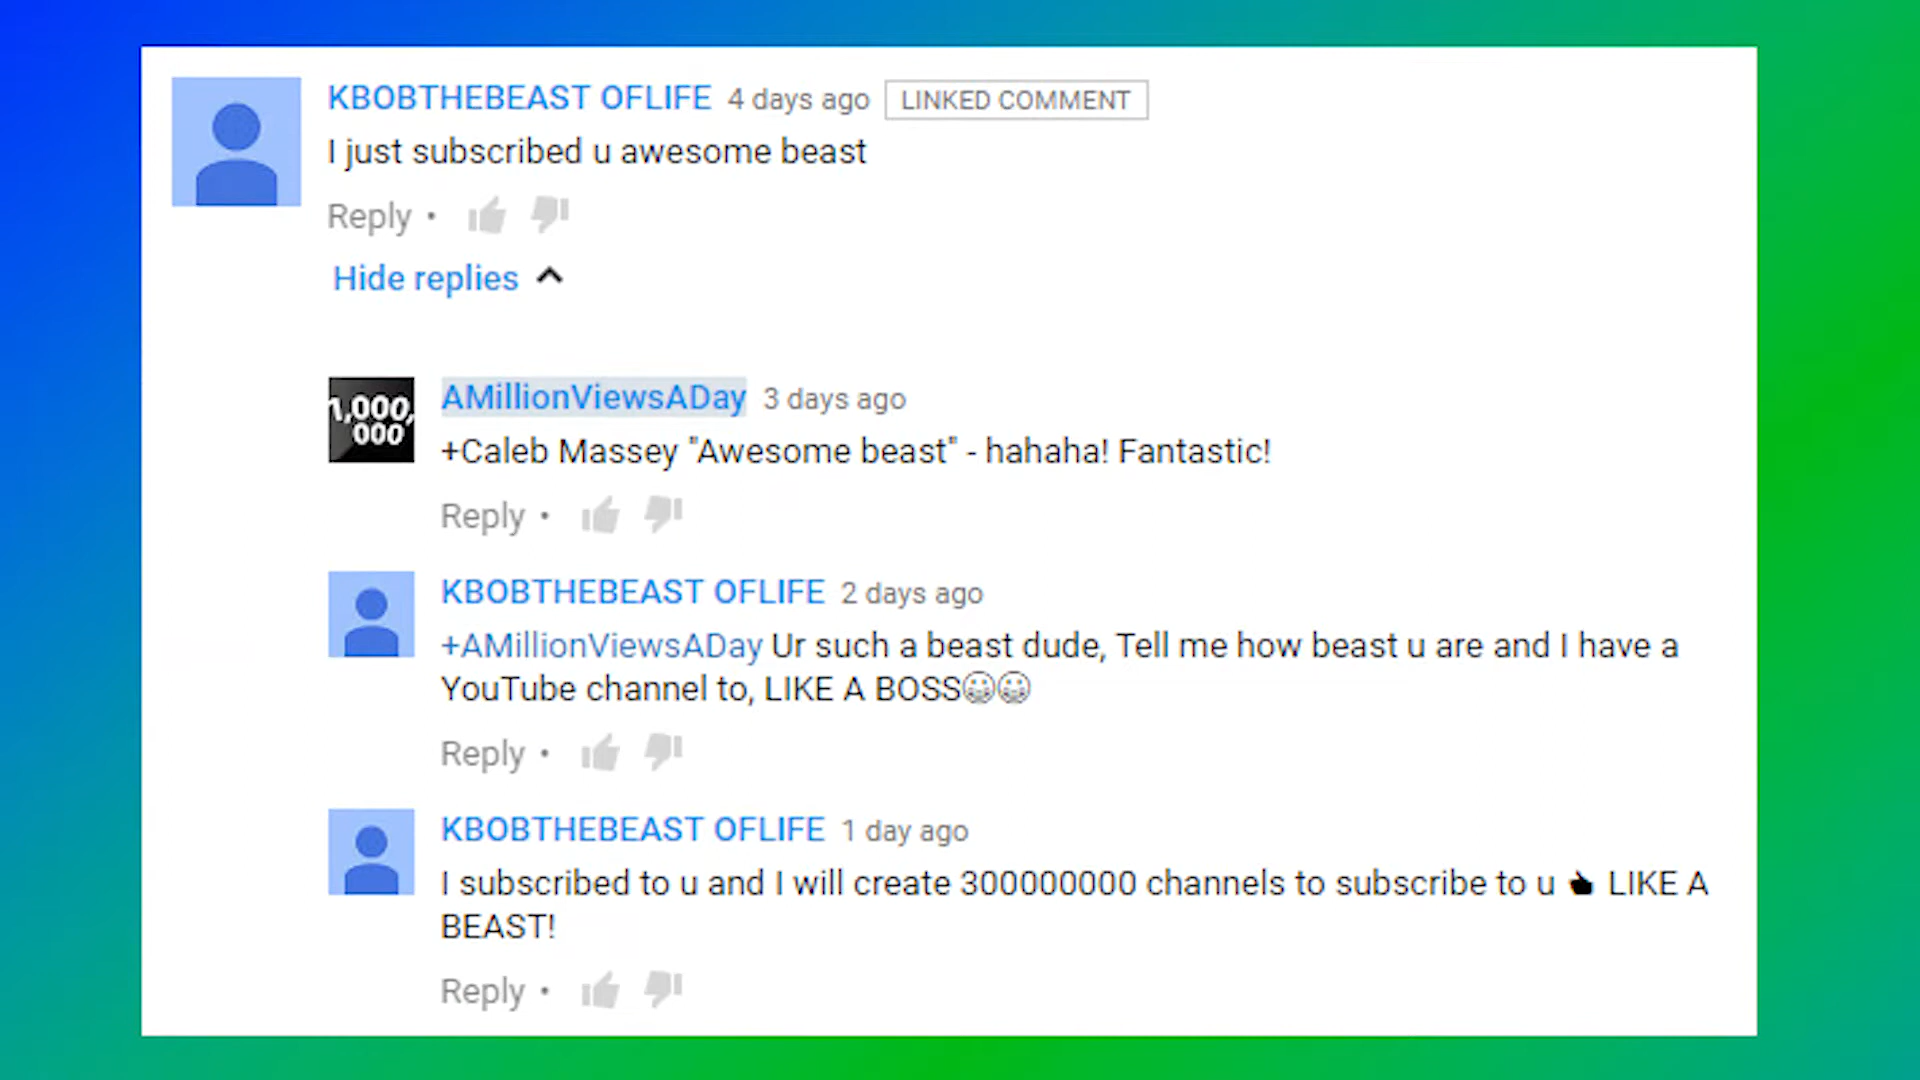 KBOBTHEBEAST OFLIFE 4 days ago LINKED COMMENT
I just subscribed u awesome beast
Reply •
Hide replies
1,000,
000
AMillionViewsADay 3 days ago
+Caleb Massey "Awesome beast" - hahaha! Fantastic!
Reply •
KBOBTHEBEAST OFLIFE 2 days ago
+AMillionViewsADay Ur such a beast dude, Tell me how beast u are and I have a
YouTube channel to, LIKE A BOSS😀😀
Reply •
KBOBTHEBEAST OFLIFE 1 day ago
I subscribed to u and I will create 300000000 channels to subscribe to u 👍 LIKE A
BEAST!
Reply •